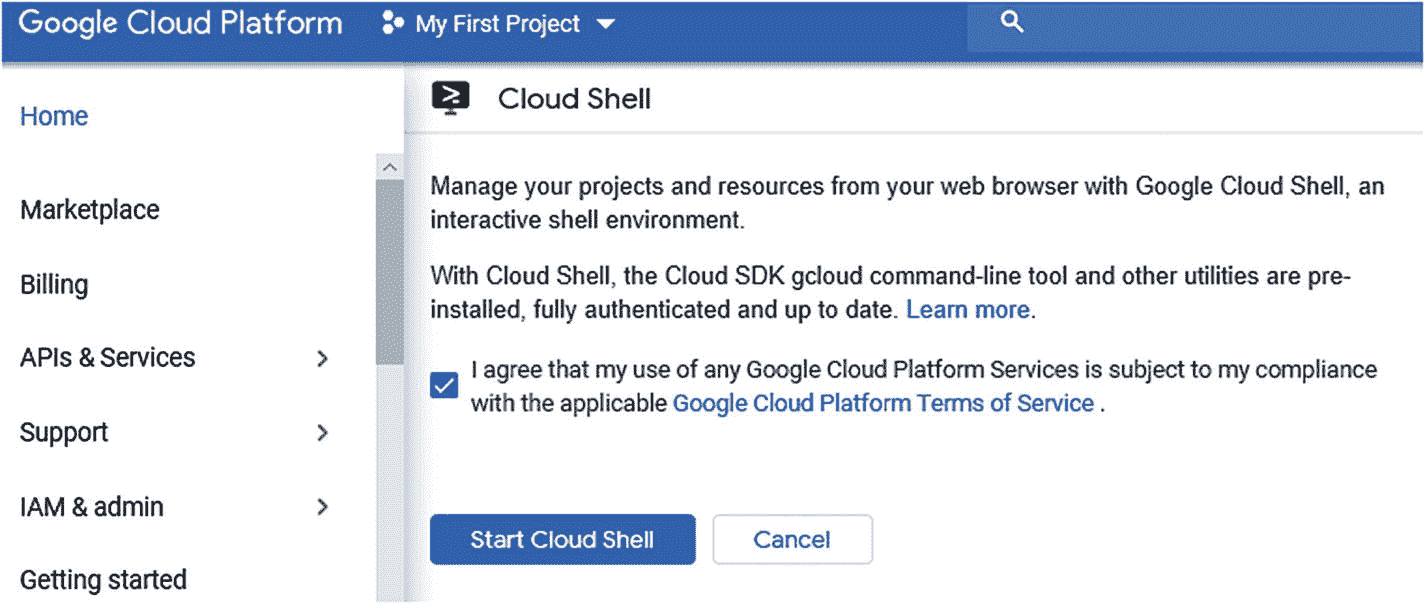 Google Cloud Platform
My First Project
Home
Marketplace
Billing
APIs & Services
Support
IAM & admin
Getting started
Cloud Shell
Manage your projects and resources from your web browser with Google Cloud Shell, an
interactive shell environment.
With Cloud Shell, the Cloud SDK gcloud command-line tool and other utilities are pre-
installed, fully authenticated and up to date. Learn more.
I agree that my use of any Google Cloud Platform Services is subject to my compliance
with the applicable Google Cloud Platform Terms of Service .
Start Cloud Shell
Cancel